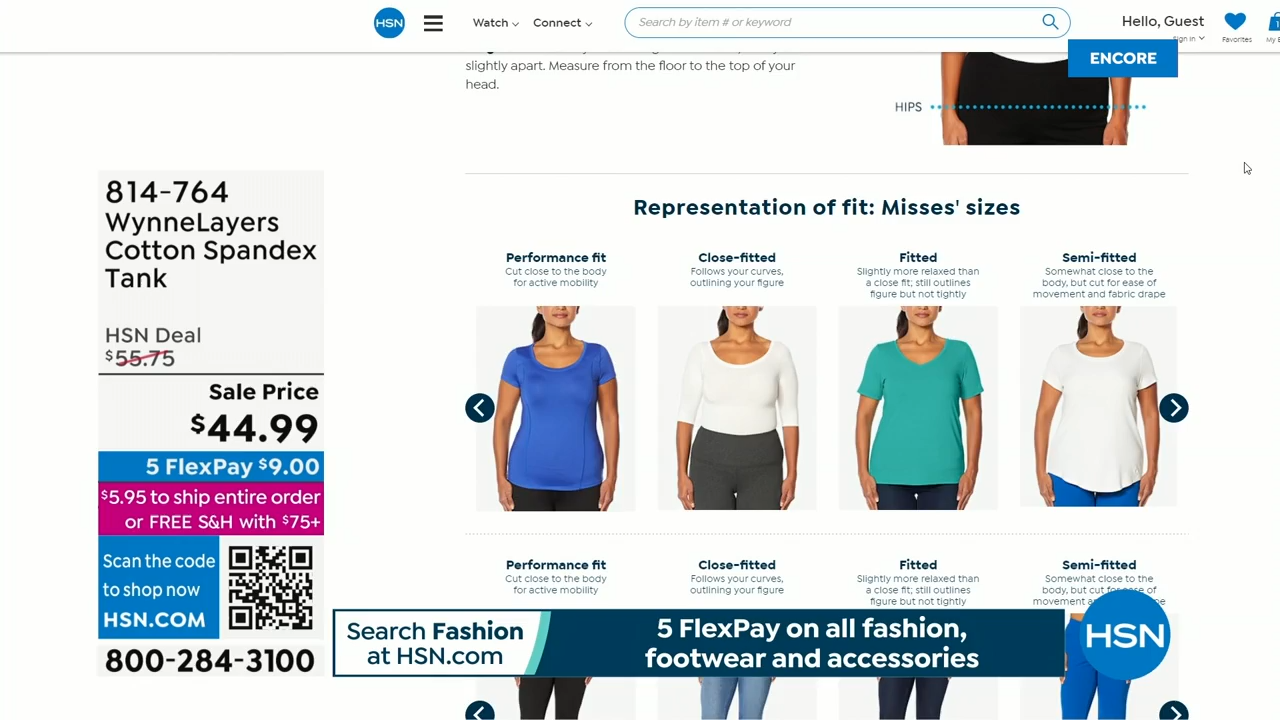 HSN
Watch
Connect
Search by item # or keyword
Hello, Guest
Sign In
Favorites
ENCORE
slightly apart. Measure from the floor to the top of your
head.
HIPS
814-764
WynneLayers
Cotton Spandex
Tank
HSN Deal
$55.75
Sale Price
$44.99
5 FlexPay $9.00
$5.95 to ship entire order
or FREE S&H with $75+
Scan the code
to shop now
HSN.COM
800-284-3100
Representation of fit: Misses' sizes
Performance fit
Cut close to the body
for active mobility
Close-fitted
Follows your curves,
outlining your figure
Fitted
Slightly more relaxed than
a close fit; still outlines
figure but not tightly
Semi-fitted
Somewhat close to the
body, but cut for ease of
movement and fabric drape
Performance fit
Cut close to the body
for active mobility
Close-fitted
Follows your curves,
outlining your figure
Fitted
Slightly more relaxed than
a close fit; still outlines
figure but not tightly
Semi-fitted
Somewhat close to the
body, but cut for ease of
Search Fashion
at HSN.com
5 FlexPay on all fashion,
footwear and accessories
HSN